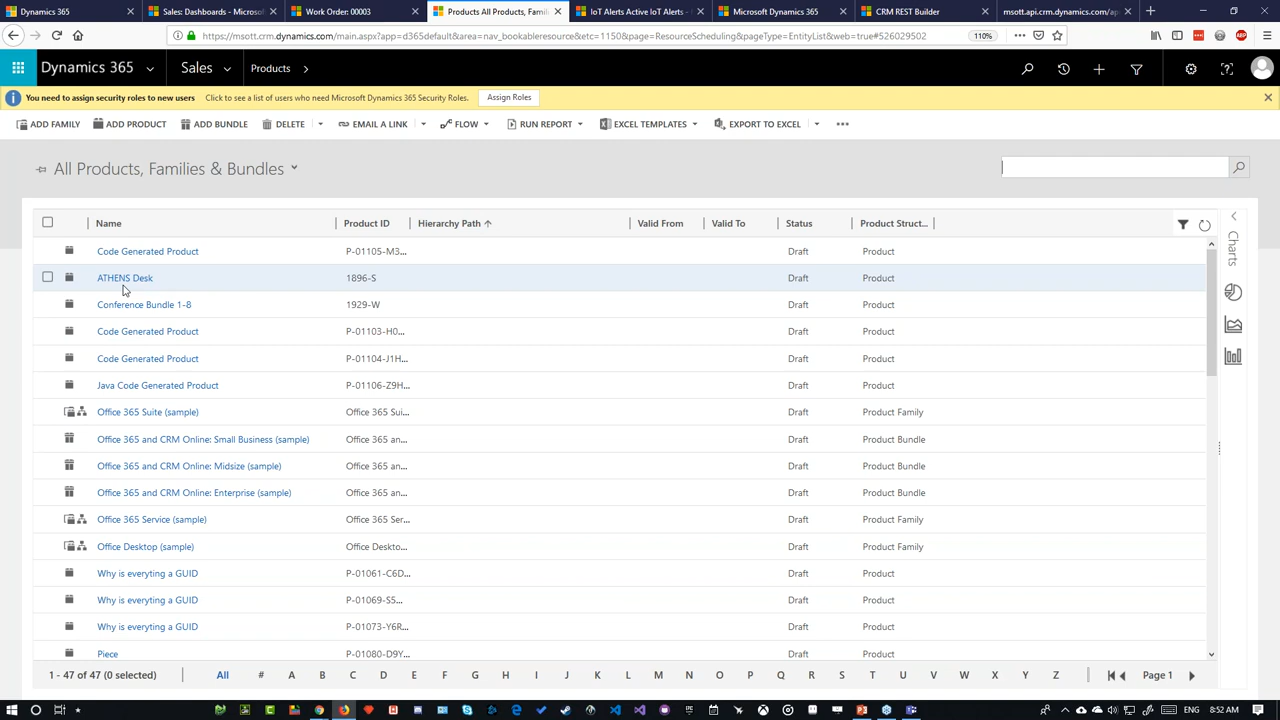 Dynamics 365
Sales: Dashboards - Microsof
Work Order: 00003
Products All Products, Famili
IoT Alerts Active IoT Alerts -
Microsoft Dynamics 365
CRM REST Builder
msott.api.crm.dynamics.com/ap
https://msott.crm.dynamics.com/main.aspx?app=d365default&area=nav_bookableresource&etc=1150&page=ResourceScheduling&pageType=EntityList&web=true#526029502
110%
Dynamics 365 Sales Products
You need to assign security roles to new users Click to see a list of users who need Microsoft Dynamics 365 Security Roles. Assign Roles
ADD FAMILY ADD PRODUCT ADD BUNDLE DELETE EMAIL A LINK FLOW RUN REPORT EXCEL TEMPLATES EXPORT TO EXCEL
All Products, Families & Bundles
Name Product ID Hierarchy Path Valid From Valid To Status Product Struct...
Charts
Code Generated Product P-01105-M3... Draft Product
ATHENS Desk 1896-S Draft Product
Conference Bundle 1-8 1929-W Draft Product
Code Generated Product P-01103-H0... Draft Product
Code Generated Product P-01104-J1H... Draft Product
Java Code Generated Product P-01106-Z9H... Draft Product
Office 365 Suite (sample) Office 365 Sui... Draft Product Family
Office 365 and CRM Online: Small Business (sample) Office 365 an... Draft Product Bundle
Office 365 and CRM Online: Midsize (sample) Office 365 an... Draft Product Bundle
Office 365 and CRM Online: Enterprise (sample) Office 365 an... Draft Product Bundle
Office 365 Service (sample) Office 365 Ser... Draft Product Family
Office Desktop (sample) Office Deskto... Draft Product Family
Why is everyting a GUID P-01061-C6D... Draft Product
Why is everyting a GUID P-01069-S5... Draft Product
Why is everyting a GUID P-01073-Y6R... Draft Product
Piece P-01080-D9Y... Draft Product
1 - 47 of 47 (0 selected) All # A B C D E F G H I J K L M N O P Q R S T U V W X Y Z Page 1
ENG 8:52 AM